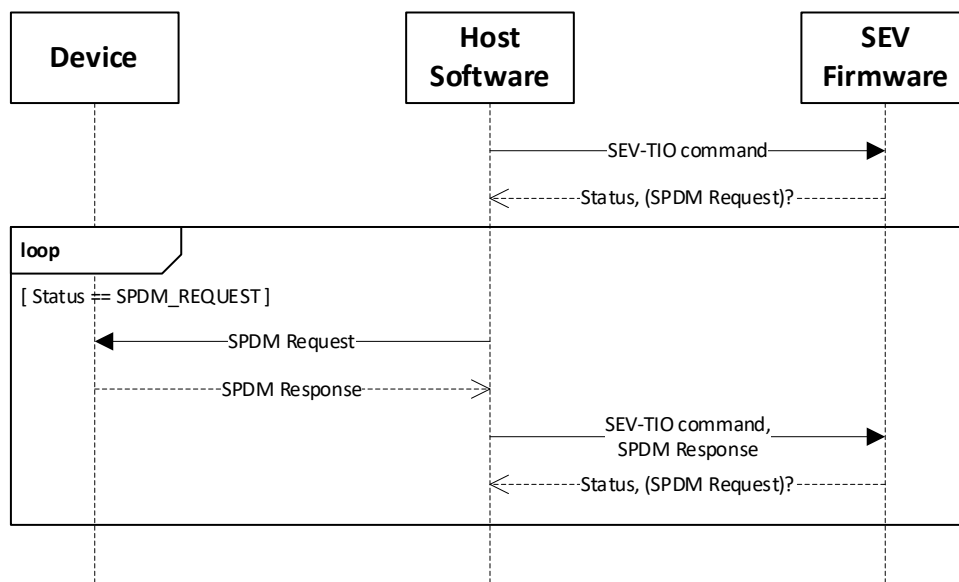 Device
Host
Software
SEV
Firmware
SEV-TIO command
Status, (SPDM Request)?
loop
[ Status == SPDM_REQUEST ]
SPDM Request
SPDM Response
SEV-TIO command,
SPDM Response
Status, (SPDM Request)?